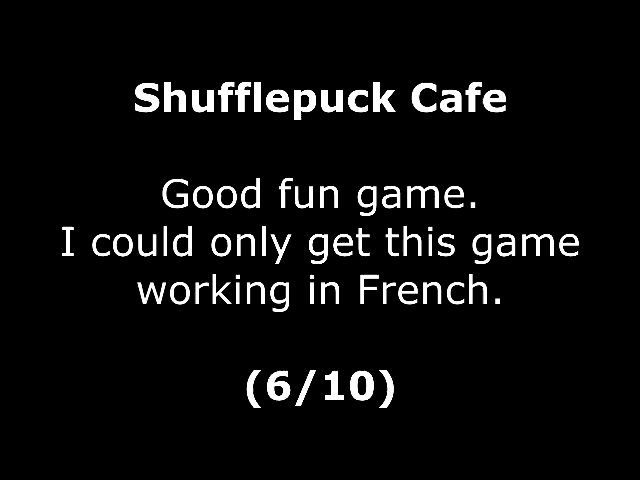 Shufflepuck Cafe
Good fun game.
I could only get this game
working in French.
(6/10)